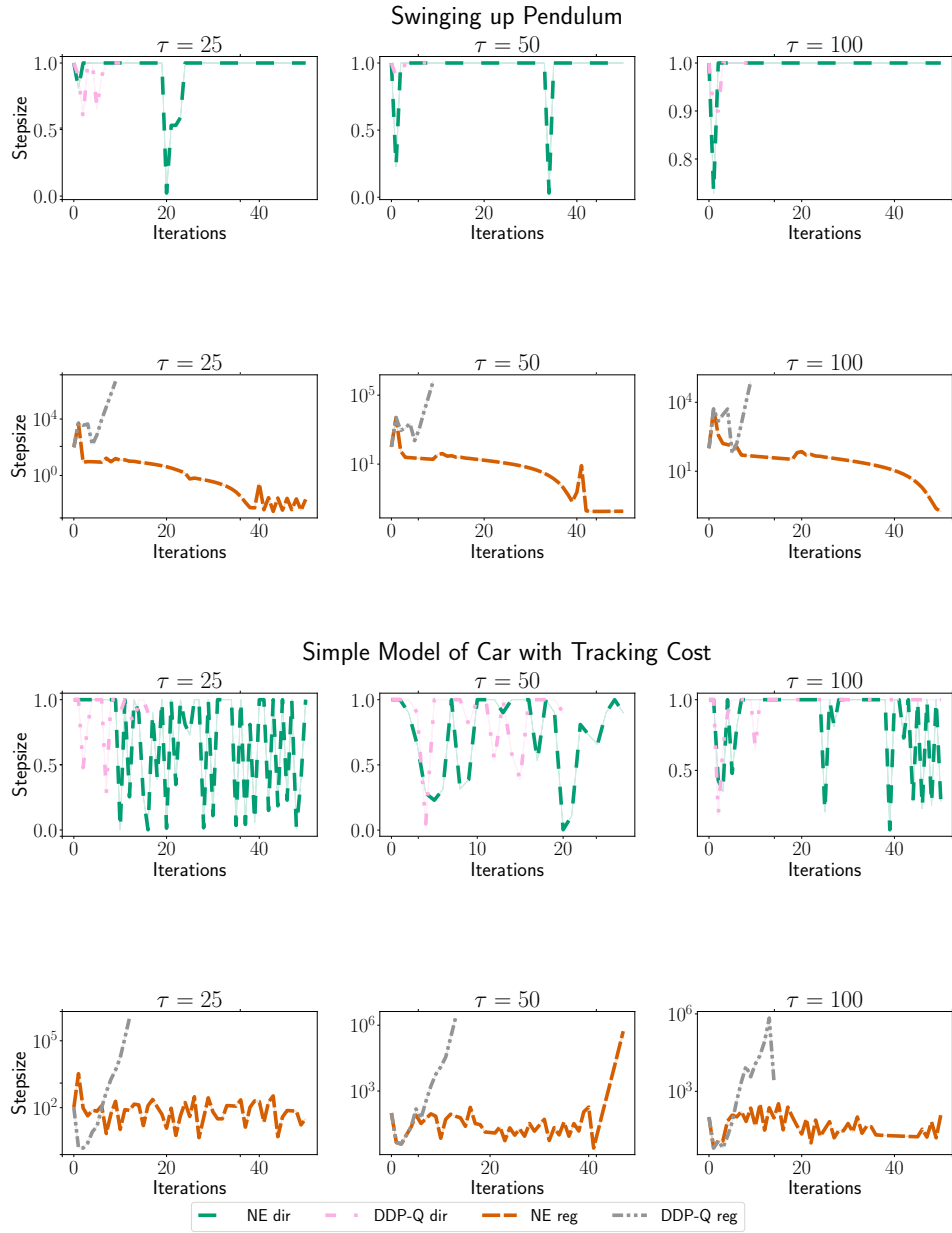 Swinging up Pendulum
τ = 25
τ = 50
τ = 100
Stepsize
1.0
0.5
0.0
0
20
40
Iterations
1.0
0.5
0.0
0
20
40
Iterations
1.0
0.9
0.8
0
20
40
Iterations
τ = 25
τ = 50
τ = 100
Stepsize
10^4
10^0
0
20
40
Iterations
10^5
10^1
0
20
40
Iterations
10^4
10^1
0
20
40
Iterations
Simple Model of Car with Tracking Cost
τ = 25
τ = 50
τ = 100
Stepsize
1.0
0.5
0.0
0
20
40
Iterations
1.0
0.5
0.0
0
10
20
Iterations
1.0
0.5
0
20
40
Iterations
τ = 25
τ = 50
τ = 100
Stepsize
10^5
10^2
0
20
40
Iterations
10^6
10^3
0
20
40
Iterations
10^6
10^3
0
20
40
Iterations
NE dir
DDP-Q dir
NE reg
DDP-Q reg